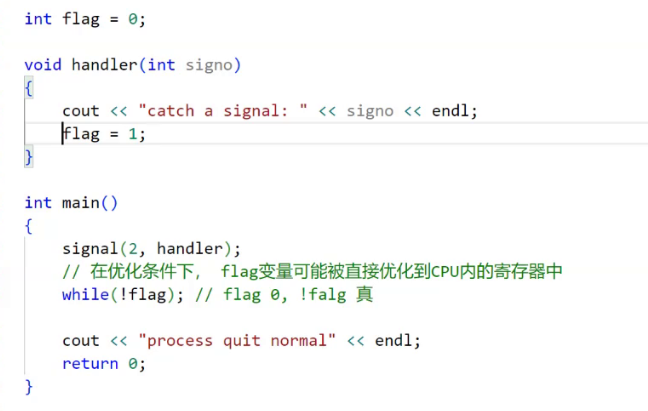 int flag = 0;
void handler(int signo)
{
cout << "catch a signal: " << signo << endl;
flag = 1;
}
int main()
{
signal(2, handler);
// 在优化条件下， flag变量可能被直接优化到CPU内的寄存器中
while(!flag); // flag 0, !falg 真
cout << "process quit normal" << endl;
return 0;
}